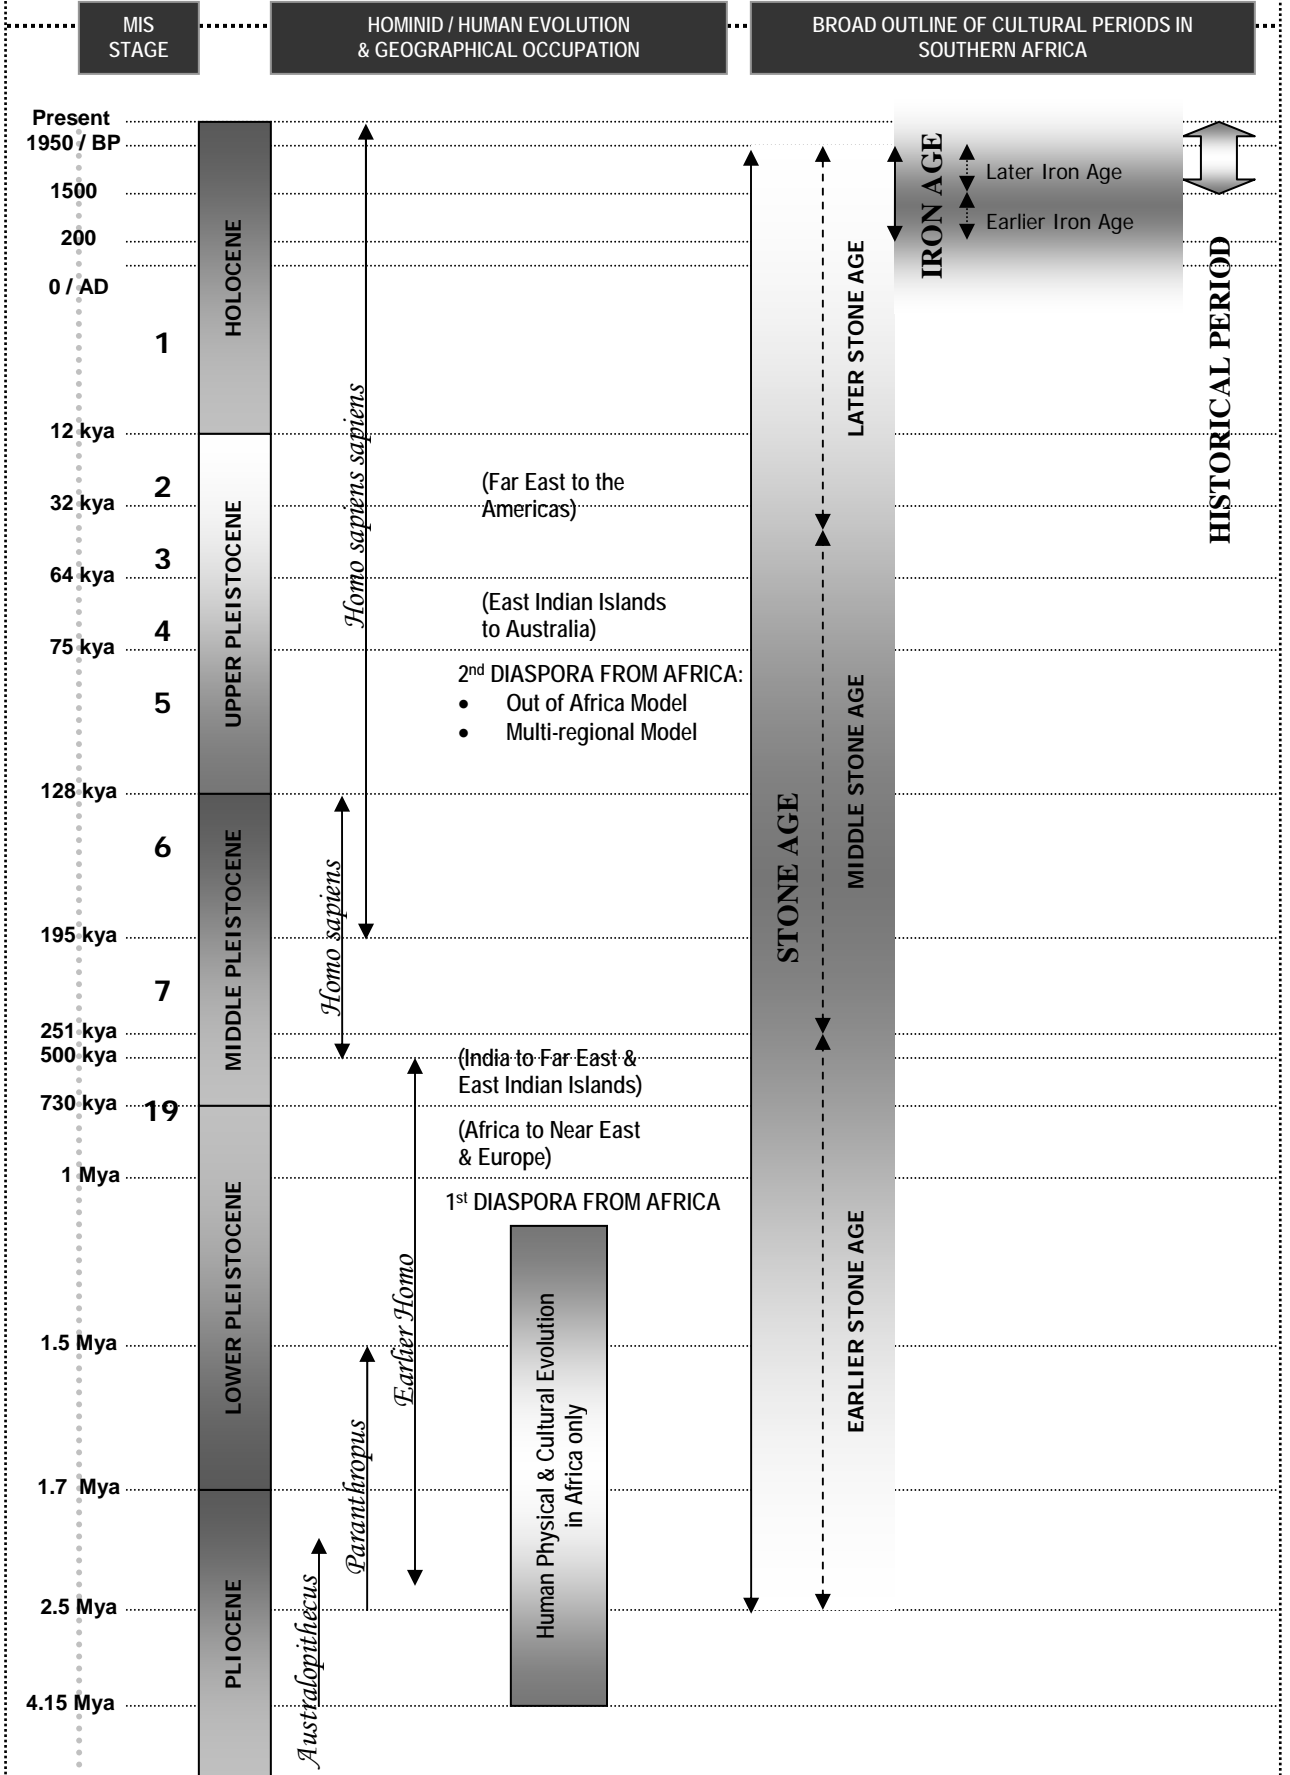 MIS
STAGE
HOMINID / HUMAN EVOLUTION
& GEOGRAPHICAL OCCUPATION
BROAD OUTLINE OF CULTURAL PERIODS IN
SOUTHERN AFRICA
Present
1950 / BP
1500
200
0 / AD
12 kya
32 kya
64 kya
75 kya
128 kya
195 kya
251 kya
500 kya
730 kya
1 Mya
1.5 Mya
1.7 Mya
2.5 Mya
4.15 Mya
1
2
3
4
5
6
7
19
HOLOCENE
UPPER PLEISTOCENE
MIDDLE PLEISTOCENE
LOWER PLEISTOCENE
PLIOCENE
Homo sapiens sapiens
Homo sapiens
Earlier Homo
Paranthropus
Australopithecus
(Far East to the
Americas)
(East Indian Islands
to Australia)
2nd DIASPORA FROM AFRICA:
• Out of Africa Model
• Multi-regional Model
(India to Far East &
East Indian Islands)
(Africa to Near East
& Europe)
1st DIASPORA FROM AFRICA
Human Physical & Cultural Evolution
in Africa only
STONE AGE
LATER STONE AGE
MIDDLE STONE AGE
EARLIER STONE AGE
IRON AGE
Later Iron Age
Earlier Iron Age
HISTORICAL PERIOD